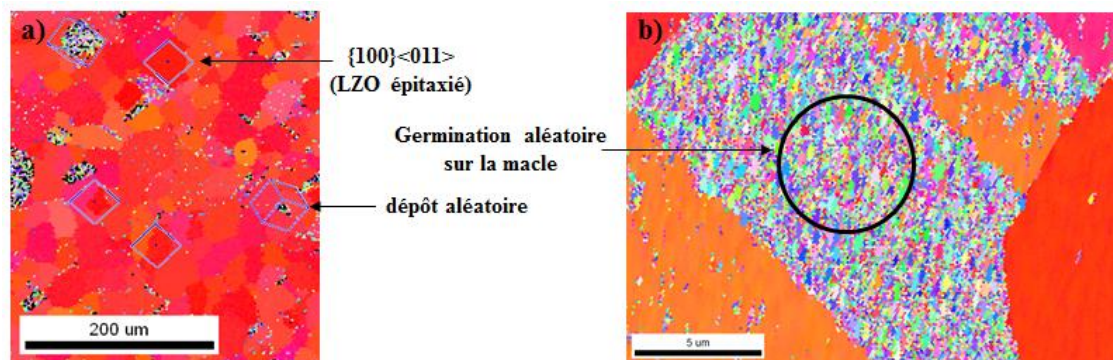 a)
{100}<011>
(LZO épitaxié)
Germination aléatoire
sur la macle
dépôt aléatoire
200 um
b)
5 um